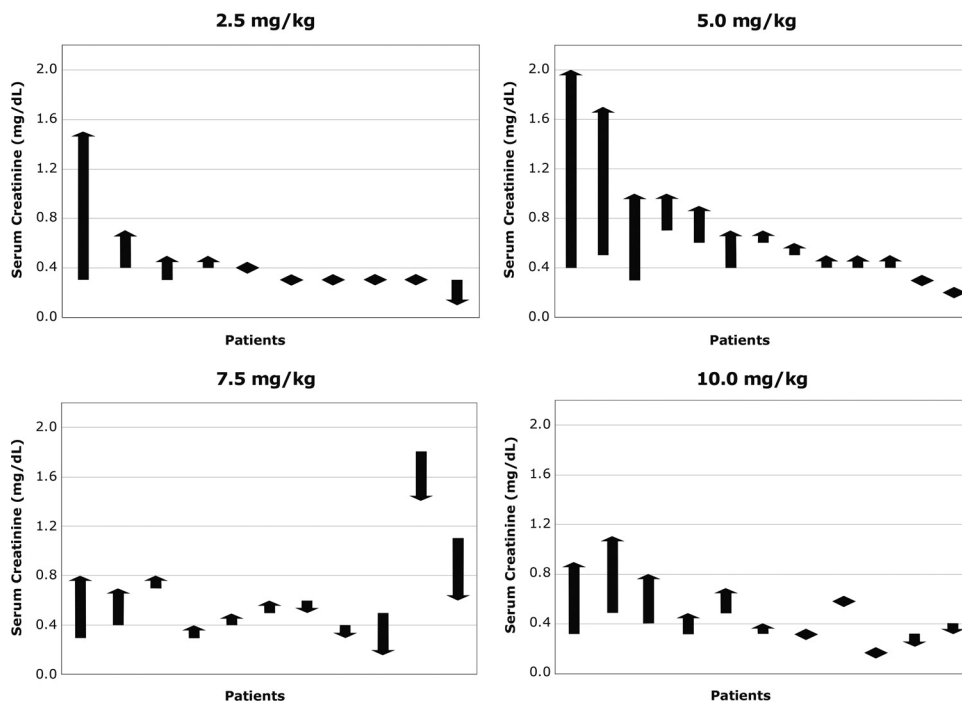 2.5 mg/kg
Serum Creatinine (mg/dL)
2.0
1.6
1.2
0.8
0.4
0.0
Patients
5.0 mg/kg
Serum Creatinine (mg/dL)
2.0
1.6
1.2
0.8
0.4
0.0
Patients
7.5 mg/kg
Serum Creatinine (mg/dL)
2.0
1.6
1.2
0.8
0.4
0.0
Patients
10.0 mg/kg
Serum Creatinine (mg/dL)
2.0
1.6
1.2
0.8
0.4
0.0
Patients